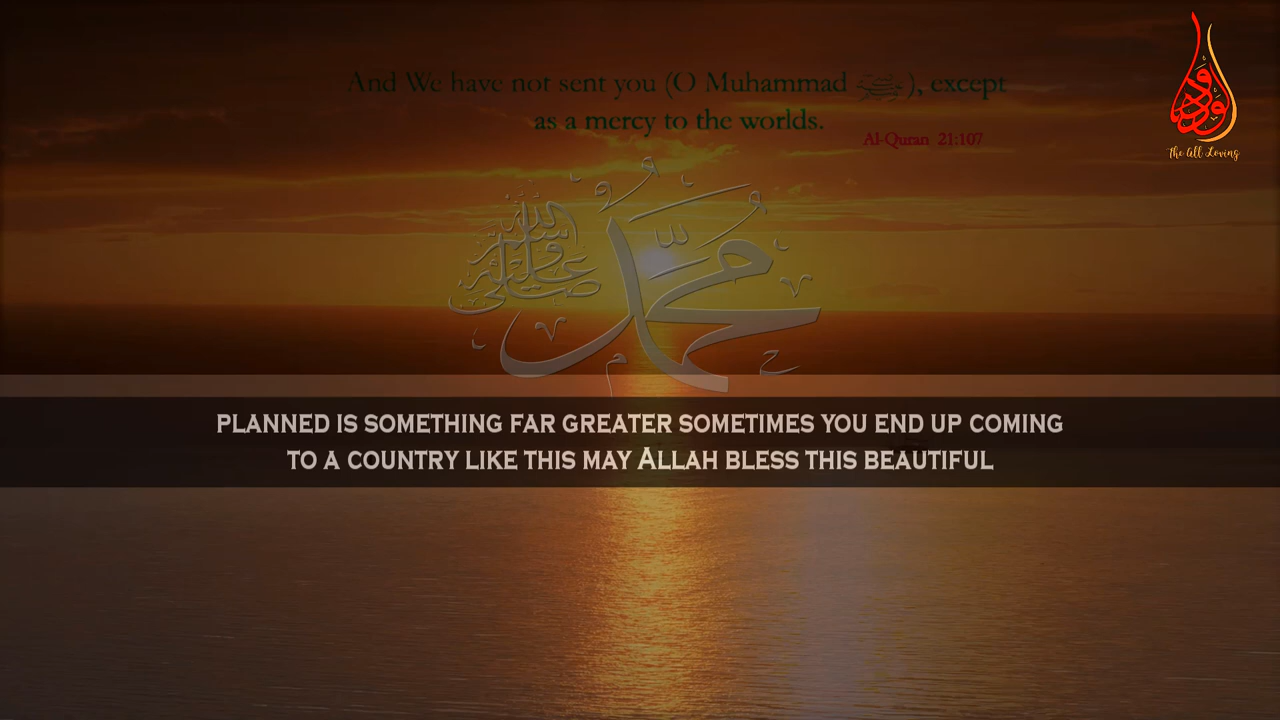 And We have not sent you (O Muhammad ﷺ), except
as a mercy to the worlds.
Al-Quran 21:107
الودود
The All Loving
محمد صلى الله عليه وسلم
PLANNED IS SOMETHING FAR GREATER SOMETIMES YOU END UP COMING
TO A COUNTRY LIKE THIS MAY ALLAH BLESS THIS BEAUTIFUL